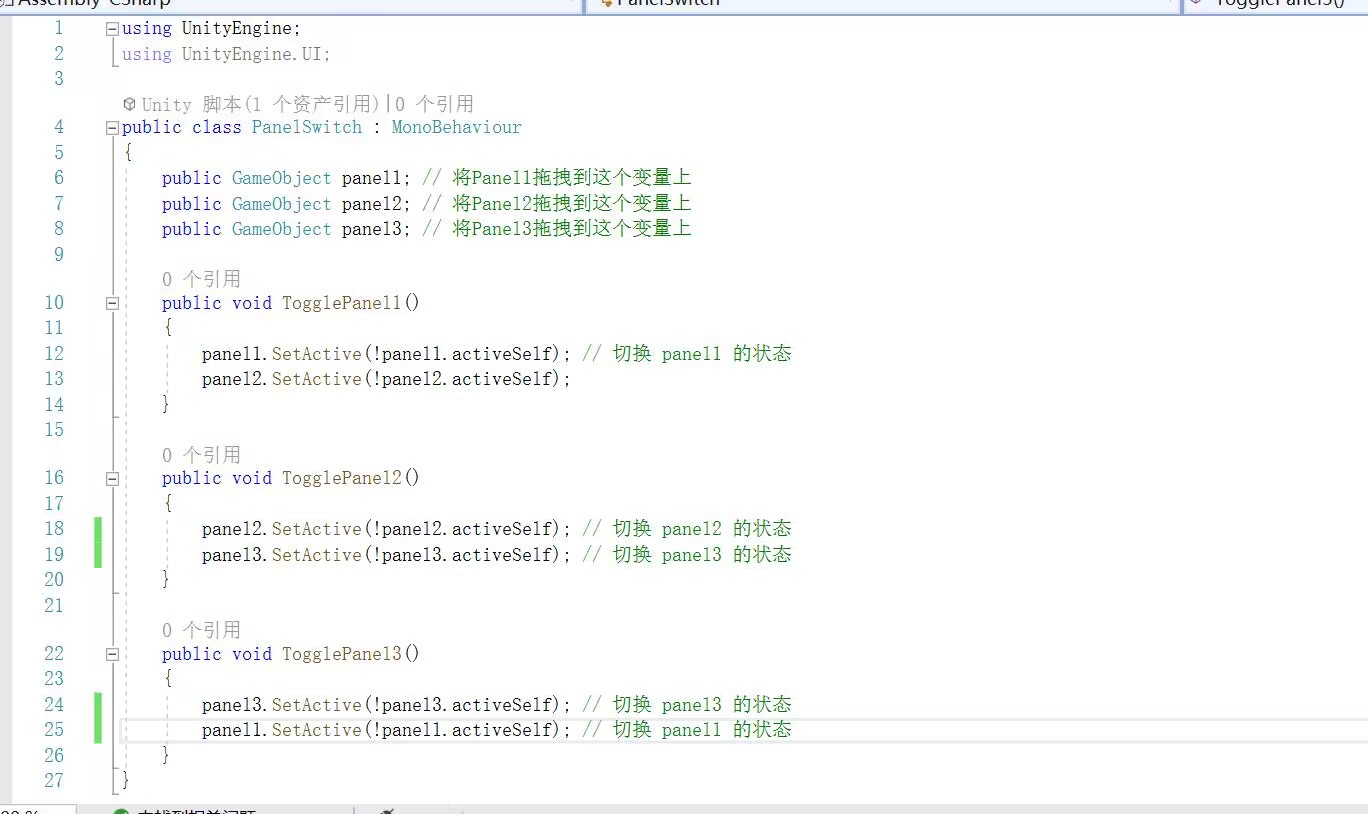 Assembly-CSharp
PanelSwitch
TogglePanel3()
1 using UnityEngine;
2 using UnityEngine.UI;
3
Unity 脚本(1 个资产引用)|0 个引用
4 public class PanelSwitch : MonoBehaviour
5 {
6 public GameObject panel1; // 将Panel1拖拽到这个变量上
7 public GameObject panel2; // 将Panel2拖拽到这个变量上
8 public GameObject panel3; // 将Panel3拖拽到这个变量上
9
0 个引用
10 public void TogglePanel1()
11 {
12 panel1.SetActive(!panel1.activeSelf); // 切换 panel1 的状态
13 panel2.SetActive(!panel2.activeSelf);
14 }
15
0 个引用
16 public void TogglePanel2()
17 {
18 panel2.SetActive(!panel2.activeSelf); // 切换 panel2 的状态
19 panel3.SetActive(!panel3.activeSelf); // 切换 panel3 的状态
20 }
21
0 个引用
22 public void TogglePanel3()
23 {
24 panel3.SetActive(!panel3.activeSelf); // 切换 panel3 的状态
25 panel1.SetActive(!panel1.activeSelf); // 切换 panel1 的状态
26 }
27 }
未找到相关问题